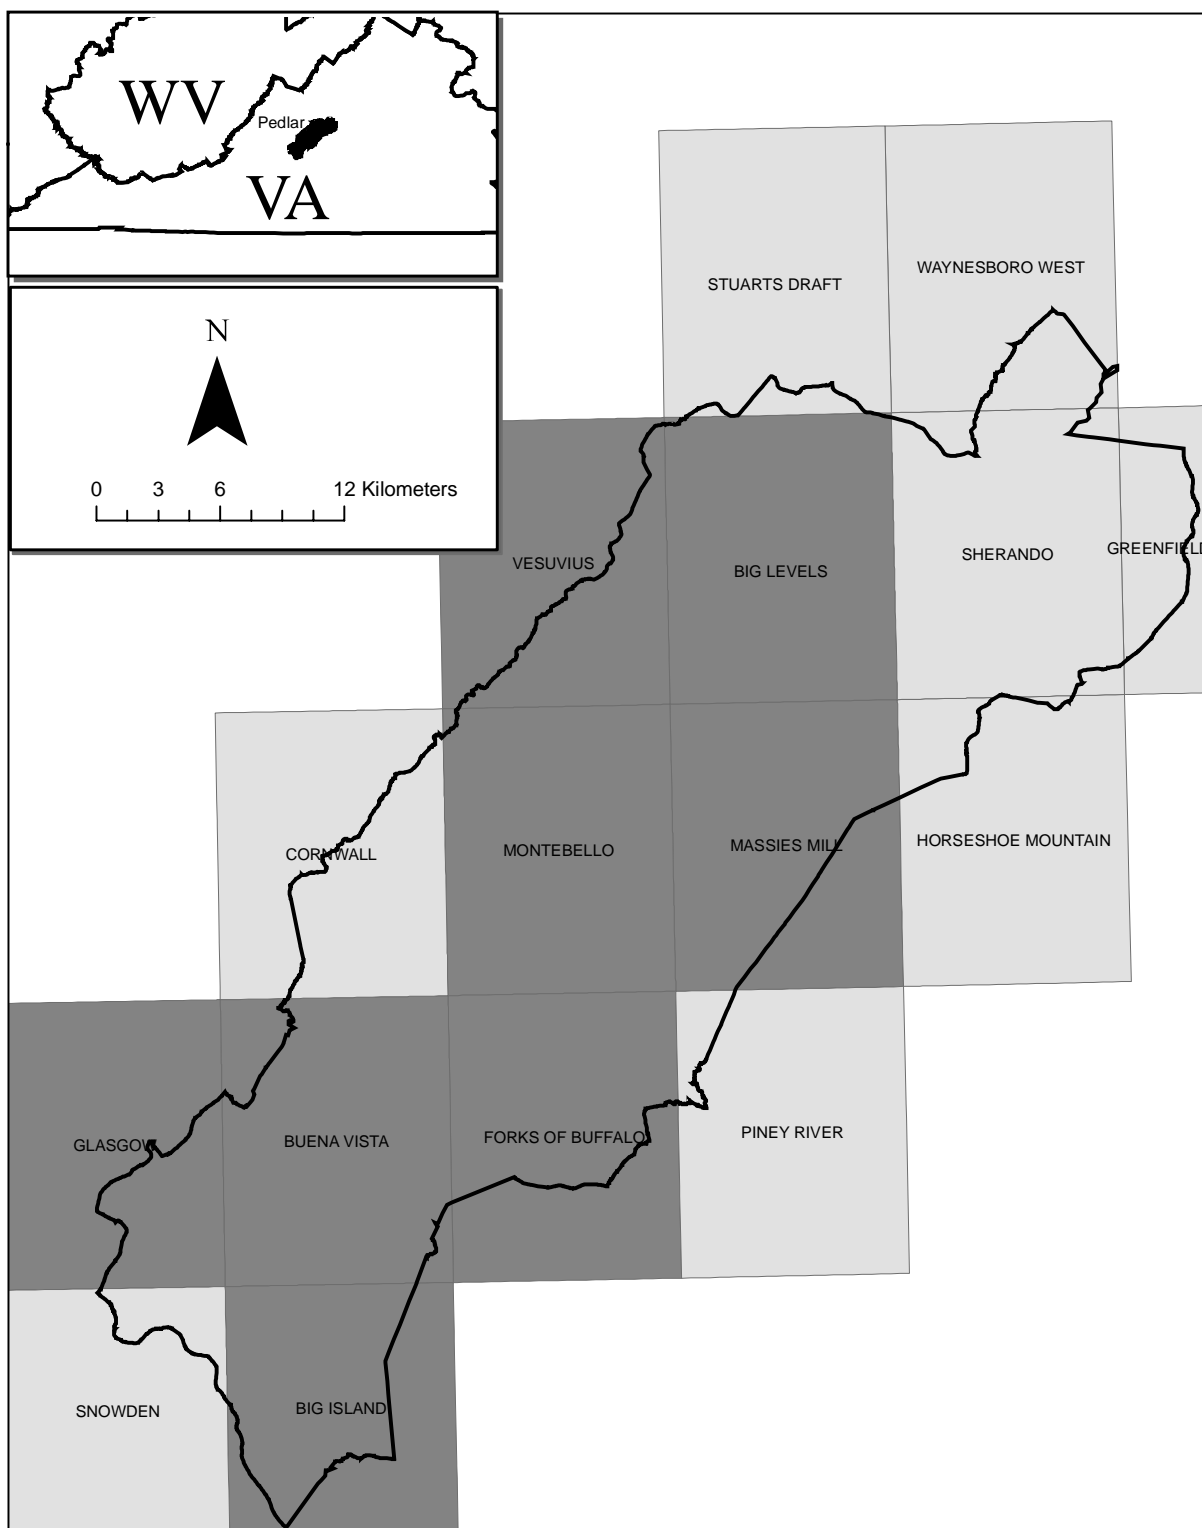 WV
Pedlar
VA
N
0 3 6 12 Kilometers
STUARTS DRAFT
WAYNESBORO WEST
VESUVIUS
BIG LEVELS
SHERANDO
GREENFIELD
CORNWALL
MONTEBELLO
MASSIES MILL
HORSESHOE MOUNTAIN
GLASGOW
BUENA VISTA
FORKS OF BUFFALO
PINEY RIVER
SNOWDEN
BIG ISLAND